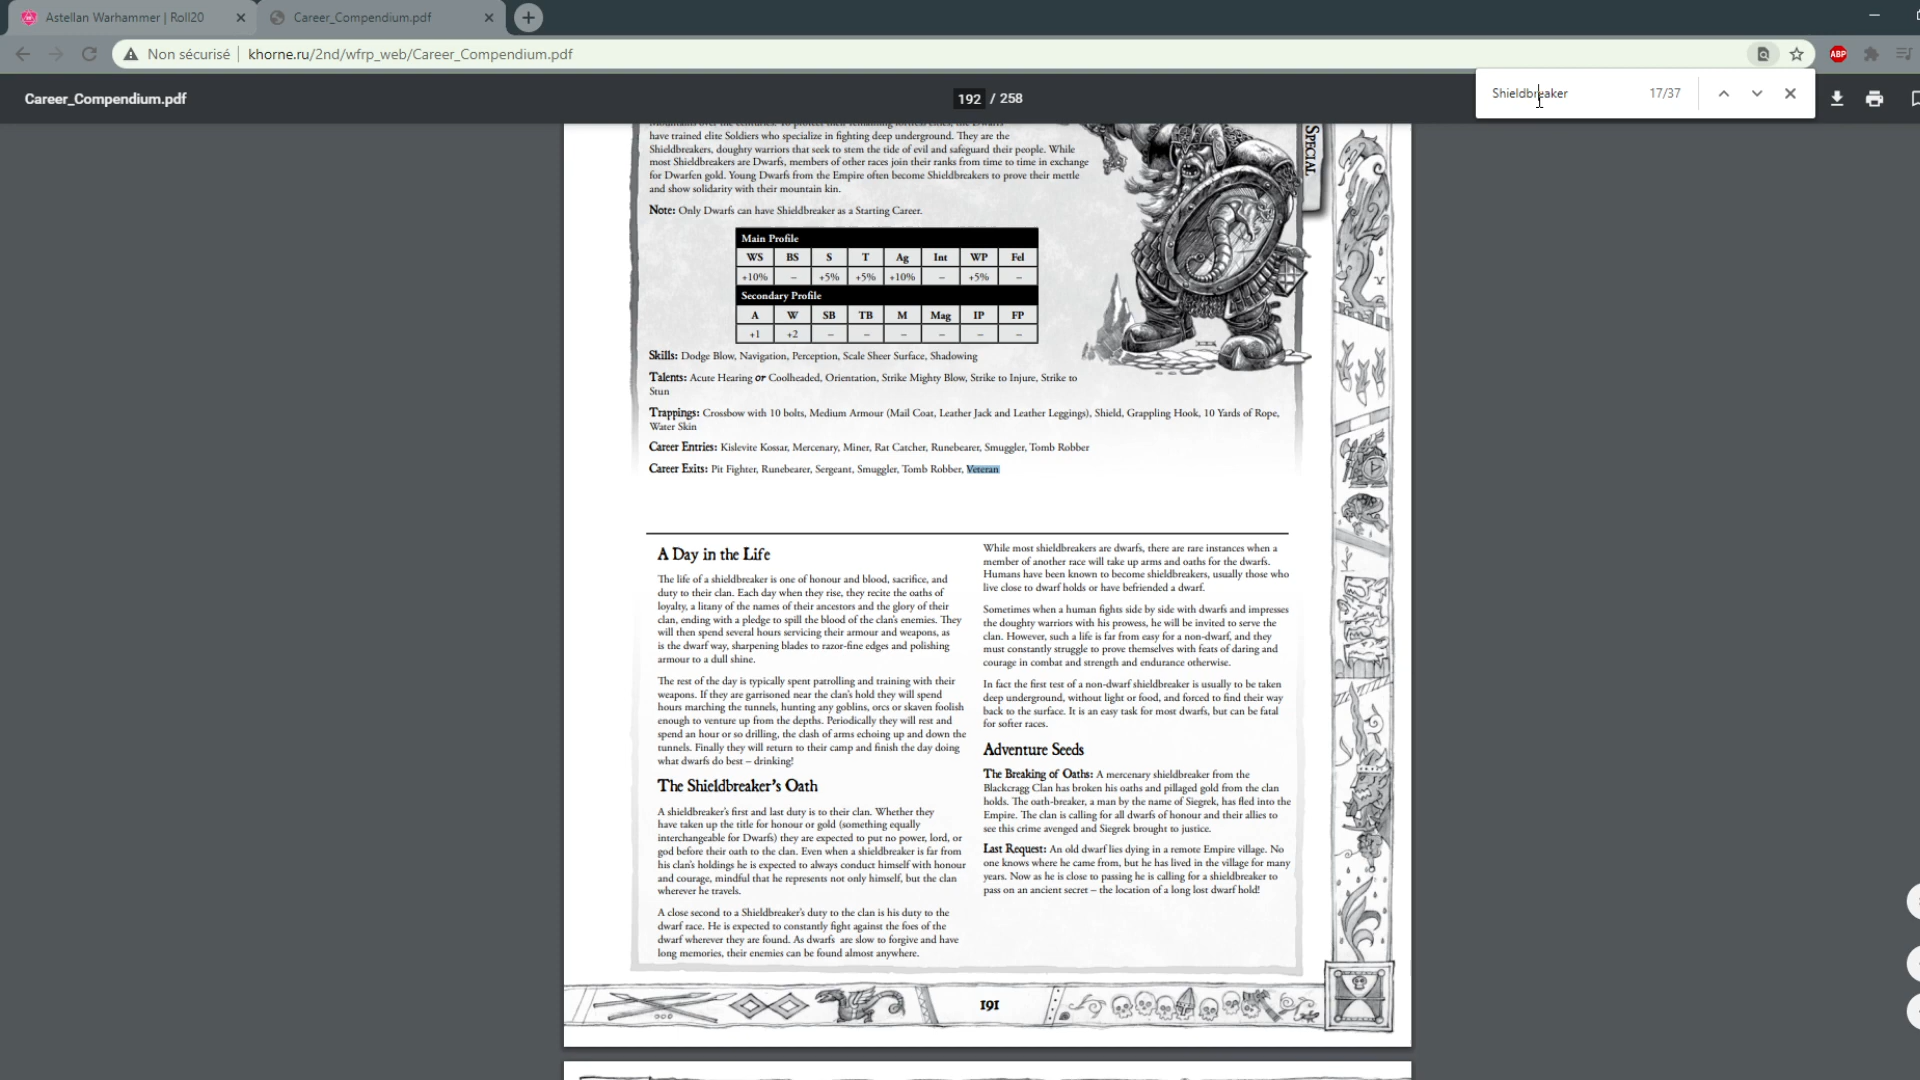 Astellan Warhammer | Roll20
Career_Compendium.pdf
Non sécurisé
khorne.ru/2nd/wfrp_web/Career_Compendium.pdf
ABP
Career_Compendium.pdf
192 / 258
Shieldbreaker
17/37
have trained elite Soldiers who specialize in fighting deep underground. They are the
Shieldbreakers, doughty warriors that seek to stem the tide of evil and safeguard their people. While
most Shieldbreakers are Dwarfs, members of other races join their ranks from time to time in exchange
for Dwarfen gold. Young Dwarfs from the Empire often become Shieldbreakers to prove their mettle
and show solidarity with their mountain kin.
Note: Only Dwarfs can have Shieldbreaker as a Starting Career.
Special
Main Profile
WS BS S T Ag Int WP Fel
+10% – +5% +5% +10% – +5% –
Secondary Profile
A W SB TB M Mag IP FP
+1 +2 – – – – – –
Skills: Dodge Blow, Navigation, Perception, Scale Sheer Surface, Shadowing
Talents: Acute Hearing or Coolheaded, Orientation, Strike Mighty Blow, Strike to Injure, Strike to
Stun
Trappings: Crossbow with 10 bolts, Medium Armour (Mail Coat, Leather Jack and Leather Leggings), Shield, Grappling Hook, 10 Yards of Rope,
Water Skin
Career Entries: Kislevite Kossar, Mercenary, Miner, Rat Catcher, Runebearer, Smuggler, Tomb Robber
Career Exits: Pit Fighter, Runebearer, Sergeant, Smuggler, Tomb Robber, Veteran
A Day in the Life
The life of a shieldbreaker is one of honour and blood, sacrifice, and
duty to their clan. Each day when they rise, they recite the oaths of
loyalty, a litany of the names of their ancestors and the glory of their
clan, ending with a pledge to spill the blood of the clan's enemies. They
will then spend several hours servicing their armour and weapons, as
is the dwarf way, sharpening blades to razor-fine edges and polishing
armour to a dull shine.
The rest of the day is typically spent patrolling and training with their
weapons. If they are garrisoned near the clan's hold they will spend
hours marching the tunnels, hunting any goblins, orcs or skaven foolish
enough to venture up from the depths. Periodically they will rest and
spend an hour or so drilling, the clash of arms echoing up and down the
tunnels. Finally they will return to their camp and finish the day doing
what dwarfs do best – drinking!
The Shieldbreaker's Oath
A shieldbreaker's first and last duty is to their clan. Whether they
have taken up the title for honour or gold (something equally
interchangeable for Dwarfs) they are expected to put no power, lord, or
god before their oath to the clan. Even when a shieldbreaker is far from
his clan's holdings he is expected to always conduct himself with honour
and courage, mindful that he represents not only himself, but the clan
wherever he travels.
A close second to a Shieldbreaker's duty to the clan is his duty to the
dwarf race. He is expected to constantly fight against the foes of the
dwarf wherever they are found. As dwarfs are slow to forgive and have
long memories, their enemies can be found almost anywhere.
While most shieldbreakers are dwarfs, there are rare instances when a
member of another race will take up arms and oaths for the dwarfs.
Humans have been known to become shieldbreakers, usually those who
live close to dwarf holds or have befriended a dwarf.
Sometimes when a human fights side by side with dwarfs and impresses
the doughty warriors with his prowess, he will be invited to serve the
clan. However, such a life is far from easy for a non-dwarf, and they
must constantly struggle to prove themselves with feats of daring and
courage in combat and strength and endurance otherwise.
In fact the first test of a non-dwarf shieldbreaker is usually to be taken
deep underground, without light or food, and forced to find their way
back to the surface. It is an easy task for most dwarfs, but can be fatal
for softer races.
Adventure Seeds
The Breaking of Oaths: A mercenary shieldbreaker from the
Blackcragg Clan has broken his oaths and pillaged gold from the clan
holds. The oath-breaker, a man by the name of Siegrek, has fled into the
Empire. The clan is calling for all dwarfs of honour and their allies to
see this crime avenged and Siegrek brought to justice.
Last Request: An old dwarf lies dying in a remote Empire village. No
one knows where he came from, but he has lived in the village for many
years. Now as he is close to passing he is calling for a shieldbreaker to
pass on an ancient secret – the location of a long lost dwarf hold!
191